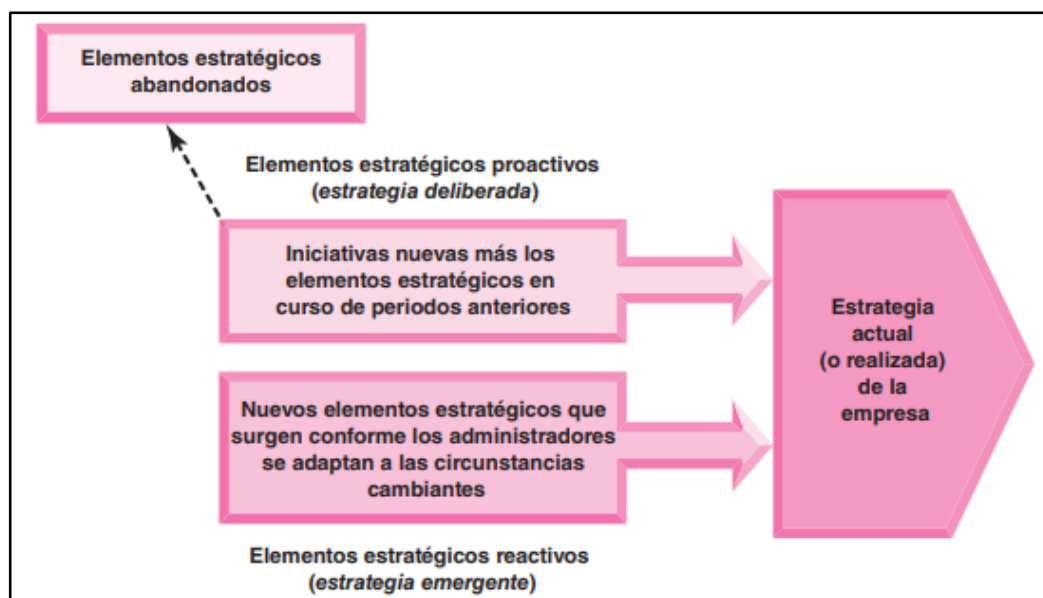 Elementos estratégicos
abandonados
Elementos estratégicos proactivos
(estrategia deliberada)
Iniciativas nuevas más los
elementos estratégicos en
curso de periodos anteriores
Estrategia
actual
(o realizada)
de la
empresa
Nuevos elementos estratégicos que
surgen conforme los administradores
se adaptan a las circunstancias
cambiantes
Elementos estratégicos reactivos
(estrategia emergente)